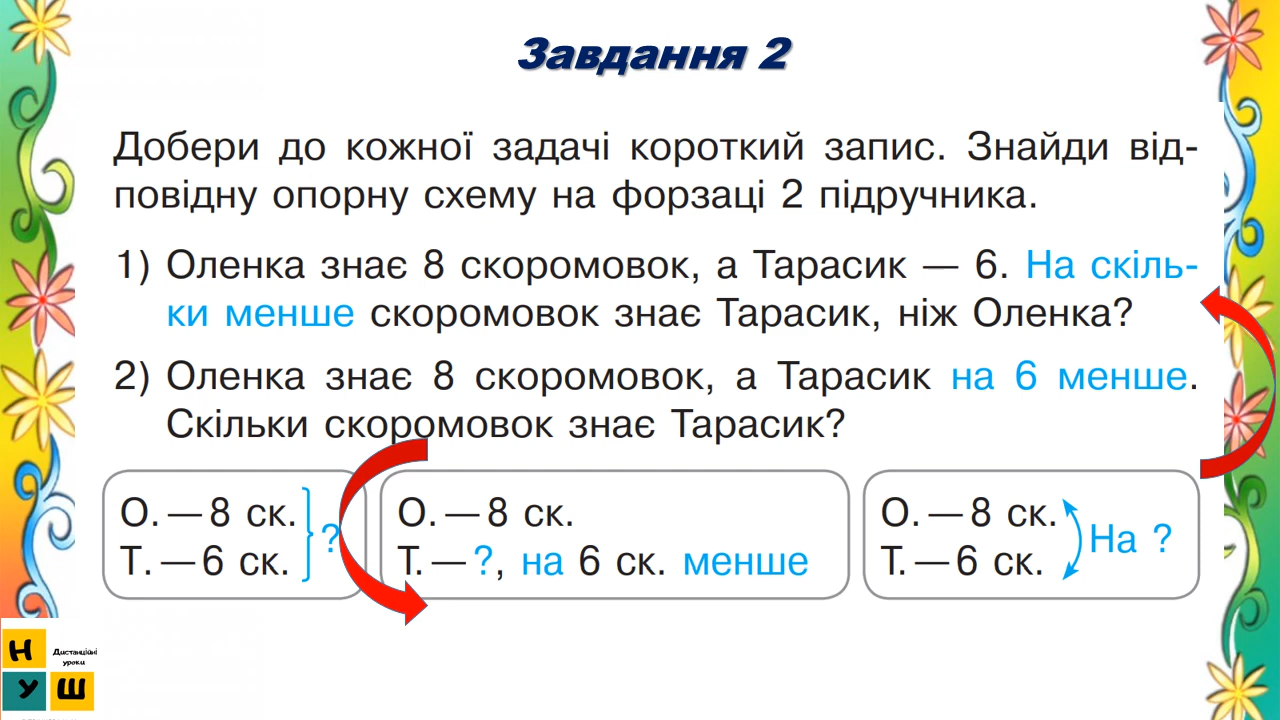 Завдання 2
Добери до кожної задачі короткий запис. Знайди від-
повідну опорну схему на форзаці 2 підручника.
1) Оленка знає 8 скоромовок, а Тарасик — 6. На скіль-
ки менше скоромовок знає Тарасик, ніж Оленка?
2) Оленка знає 8 скоромовок, а Тарасик на 6 менше.
Скільки скоромовок знає Тарасик?
О. — 8 ск.
Т. — 6 ск.
?
О. — 8 ск.
Т. — ?, на 6 ск. менше
О. — 8 ск.
Т. — 6 ск.
На ?
Н
Дистанційні
уроки
У Ш